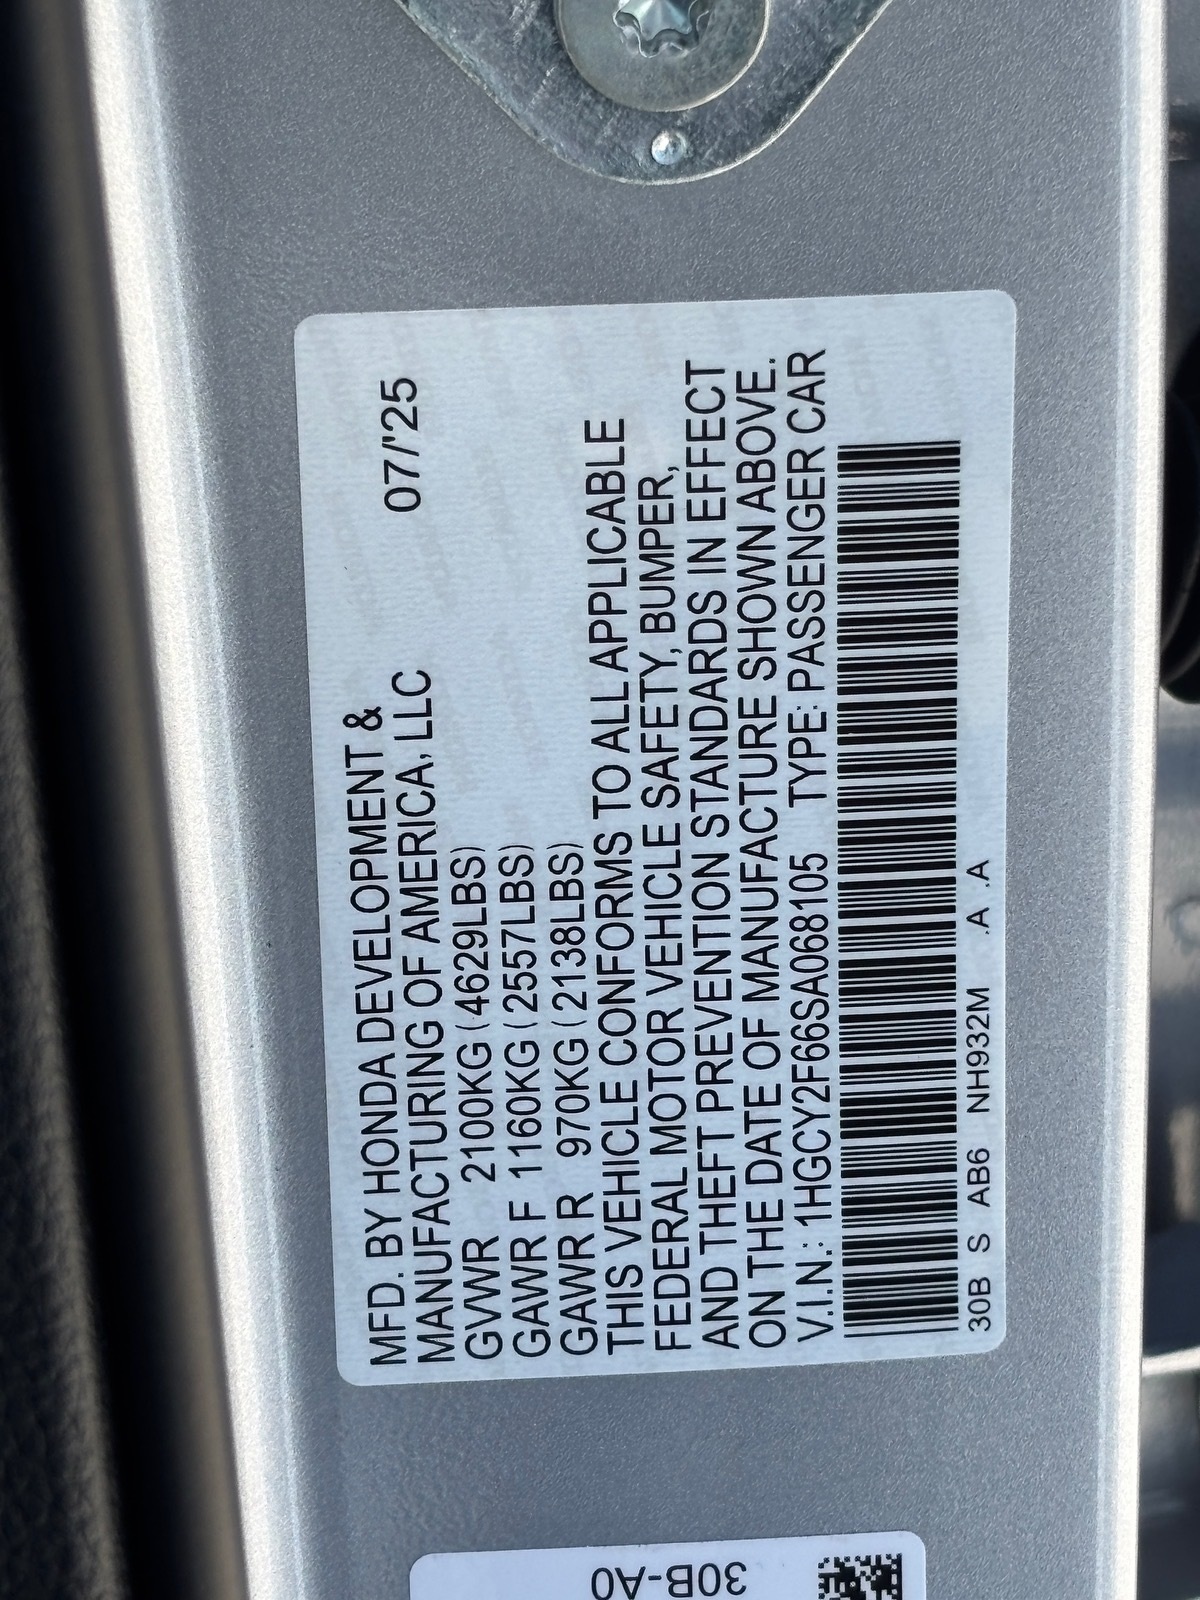 MFD. BY HONDA DEVELOPMENT &
MANUFACTURING OF AMERICA, LLC 07/'25
GVWR 2100KG (4629LBS)
GAWR F 1160KG (2557LBS)
GAWR R 970KG (2138LBS)
THIS VEHICLE CONFORMS TO ALL APPLICABLE
FEDERAL MOTOR VEHICLE SAFETY, BUMPER,
AND THEFT PREVENTION STANDARDS IN EFFECT
ON THE DATE OF MANUFACTURE SHOWN ABOVE.
V.I.N.: 1HGCY2F66SA068105 TYPE: PASSENGER CAR
30B S AB6 NH932M .A .A
30B-A0